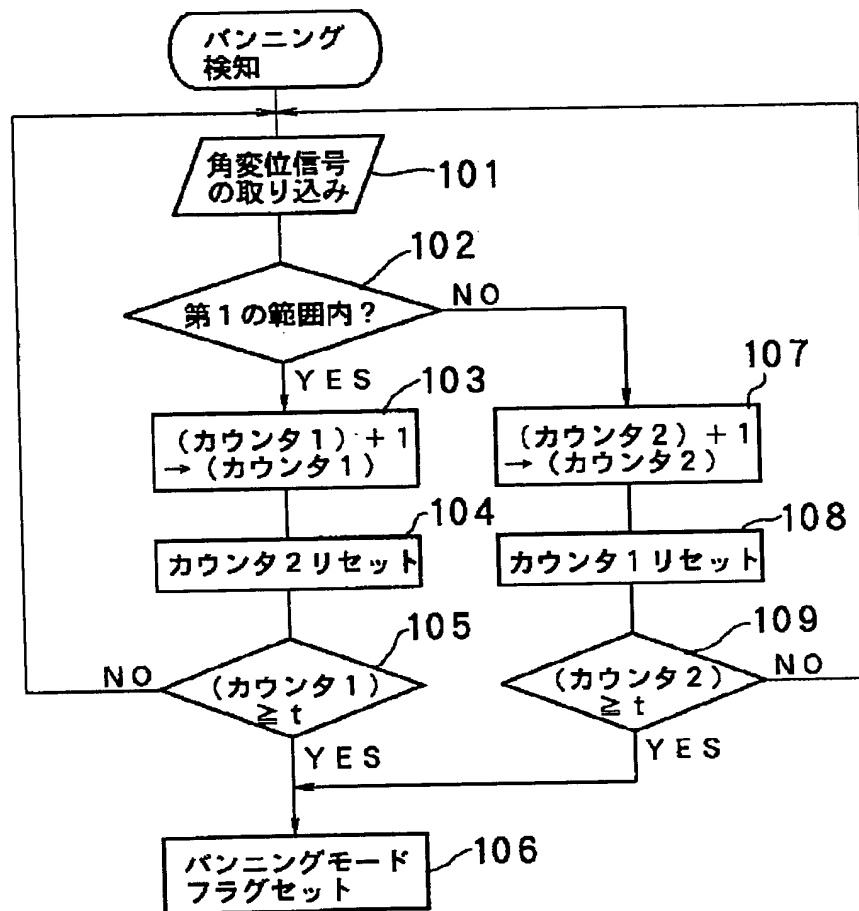 パンニング
検知
角変位信号
の取り込み
101
102
第1の範囲内?
NO
YES
103
(カウンタ1)+1
→(カウンタ1)
107
(カウンタ2)+1
→(カウンタ2)
104
カウンタ2リセット
108
カウンタ1リセット
105
NO
(カウンタ1)
≧t
YES
109
(カウンタ2)
≧t
NO
YES
パンニングモード
フラグセット
106